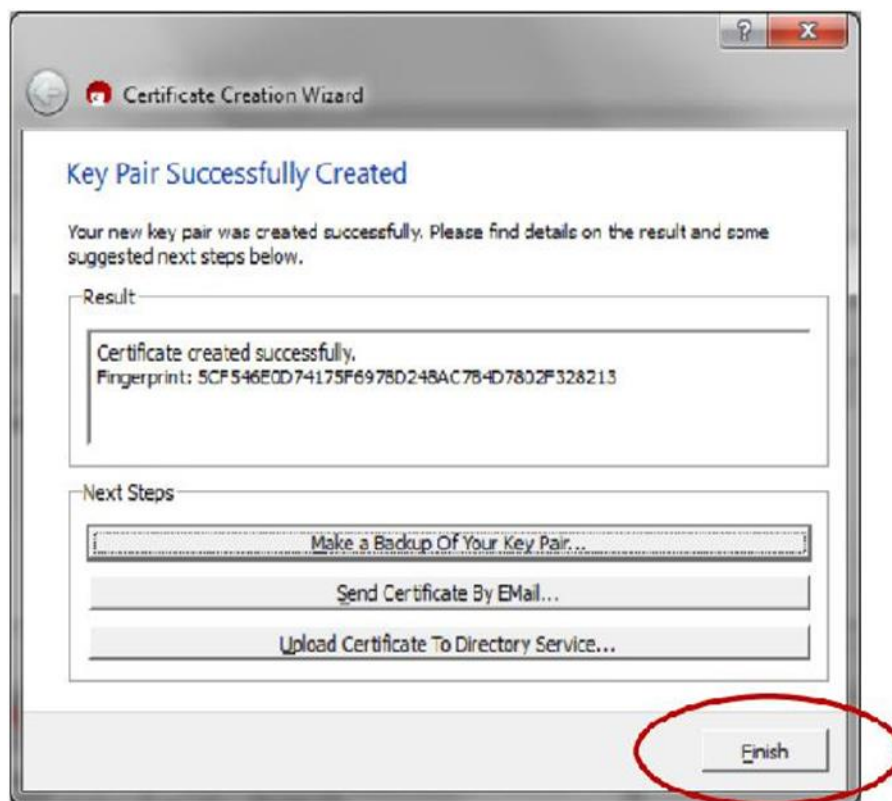 Certificate Creation Wizard
Key Pair Successfully Created
Your new key pair was created successfully. Please find details on the result and some
suggested next steps below.
Result
Certificate created successfully.
Fingerprint:
Next Steps
Make a Backup Of Your Key Pair...
Send Certificate By EMail...
Upload Certificate To Directory Service...
Finish